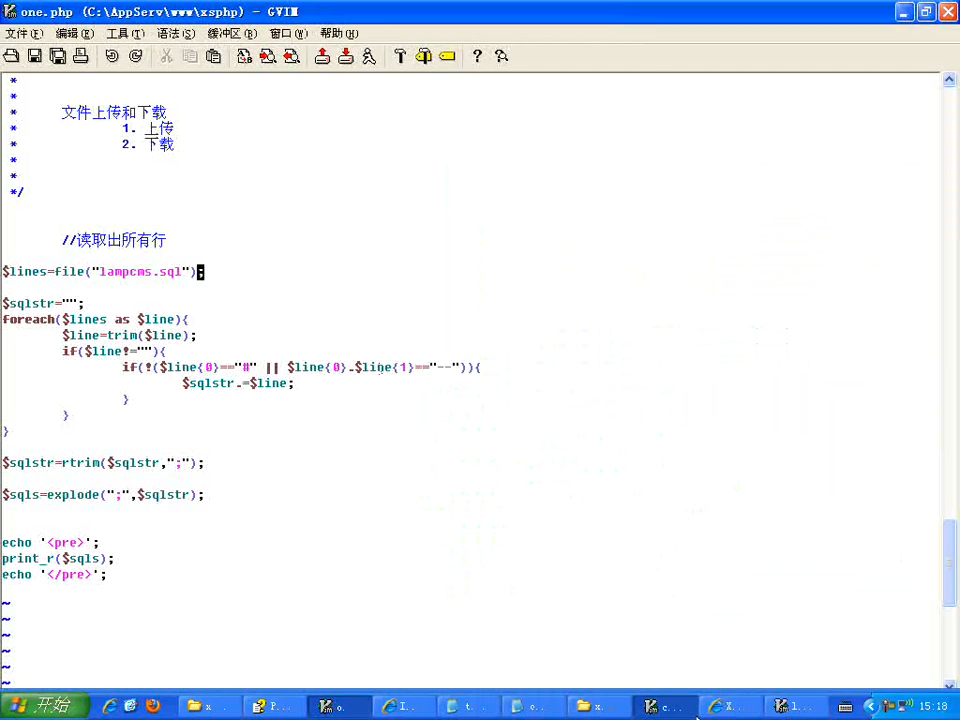 one.php (C:\AppServ\www\xsphp) - GVIM
文件(F) 编辑(E) 工具(T) 语法(S) 缓冲区(B) 窗口(W) 帮助(H)
*
*
* 文件上传和下载
* 1. 上传
* 2. 下载
*
*
*/
//读取出所有行
$lines=file("lampcms.sql");
$sqlstr="";
foreach($lines as $line){
$line=trim($line);
if($line!=""){
if(!($line{0}=="#" || $line{0}.$line{1}=="--")){
$sqlstr.=$line;
}
}
}
$sqlstr=rtrim($sqlstr,";");
$sqls=explode(";",$sqlstr);
echo '<pre>';
print_r($sqls);
echo '</pre>';
~
~
~
~
~
~
开始 x P... o. I... t. o. x. c... X... l... 15:18